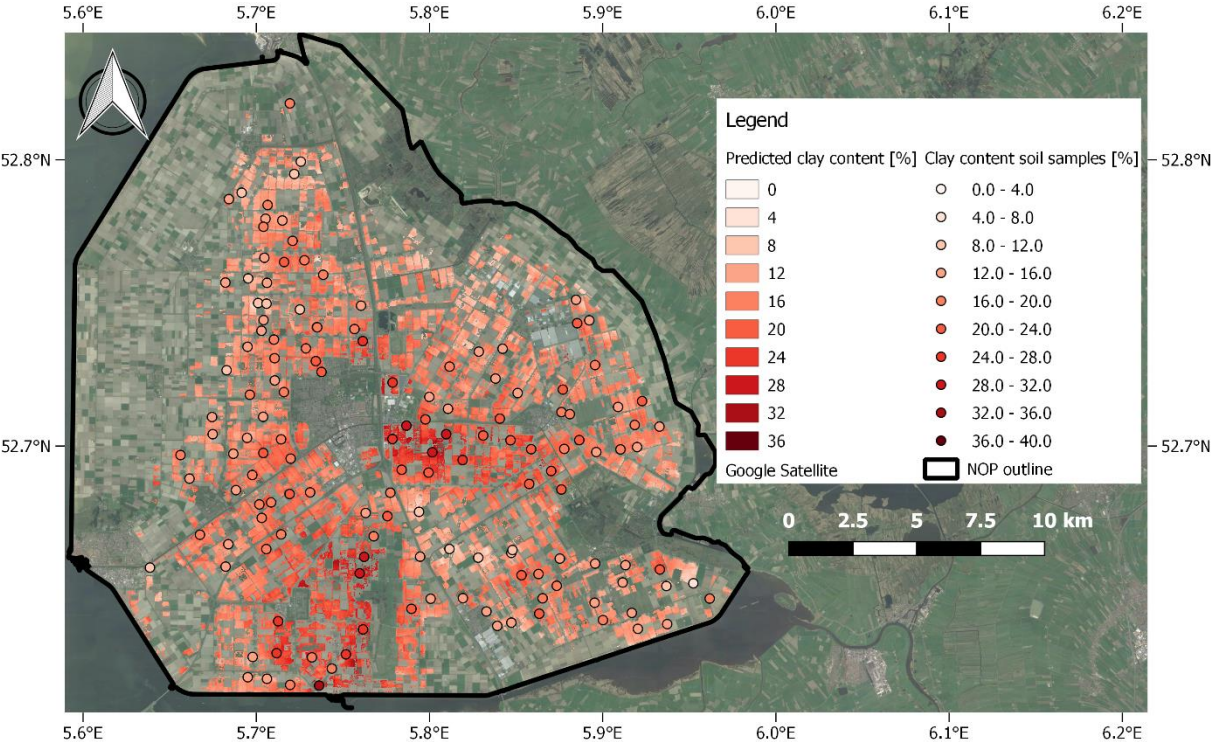 5.6°E 5.7°E 5.8°E 5.9°E 6.0°E 6.1°E 6.2°E
Legend
52.8°N Predicted clay content [%] Clay content soil samples [%] 52.8°N
0 0.0 - 4.0
4 4.0 - 8.0
8 8.0 - 12.0
12 12.0 - 16.0
16 16.0 - 20.0
20 20.0 - 24.0
24 24.0 - 28.0
28 28.0 - 32.0
32 32.0 - 36.0
52.7°N 36 36.0 - 40.0 52.7°N
Google Satellite NOP outline
0 2.5 5 7.5 10 km
5.6°E 5.7°E 5.8°E 5.9°E 6.0°E 6.1°E 6.2°E